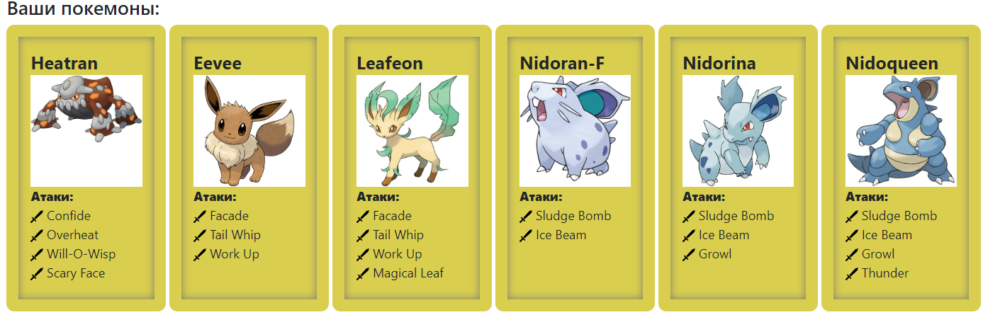 Ваши покемоны:
Heatran
Атаки:
Confide
Overheat
Will-O-Wisp
Scary Face
Eevee
Атаки:
Facade
Tail Whip
Work Up
Leafeon
Атаки:
Facade
Tail Whip
Work Up
Magical Leaf
Nidoran-F
Атаки:
Sludge Bomb
Ice Beam
Nidorina
Атаки:
Sludge Bomb
Ice Beam
Growl
Nidoqueen
Атаки:
Sludge Bomb
Ice Beam
Growl
Thunder